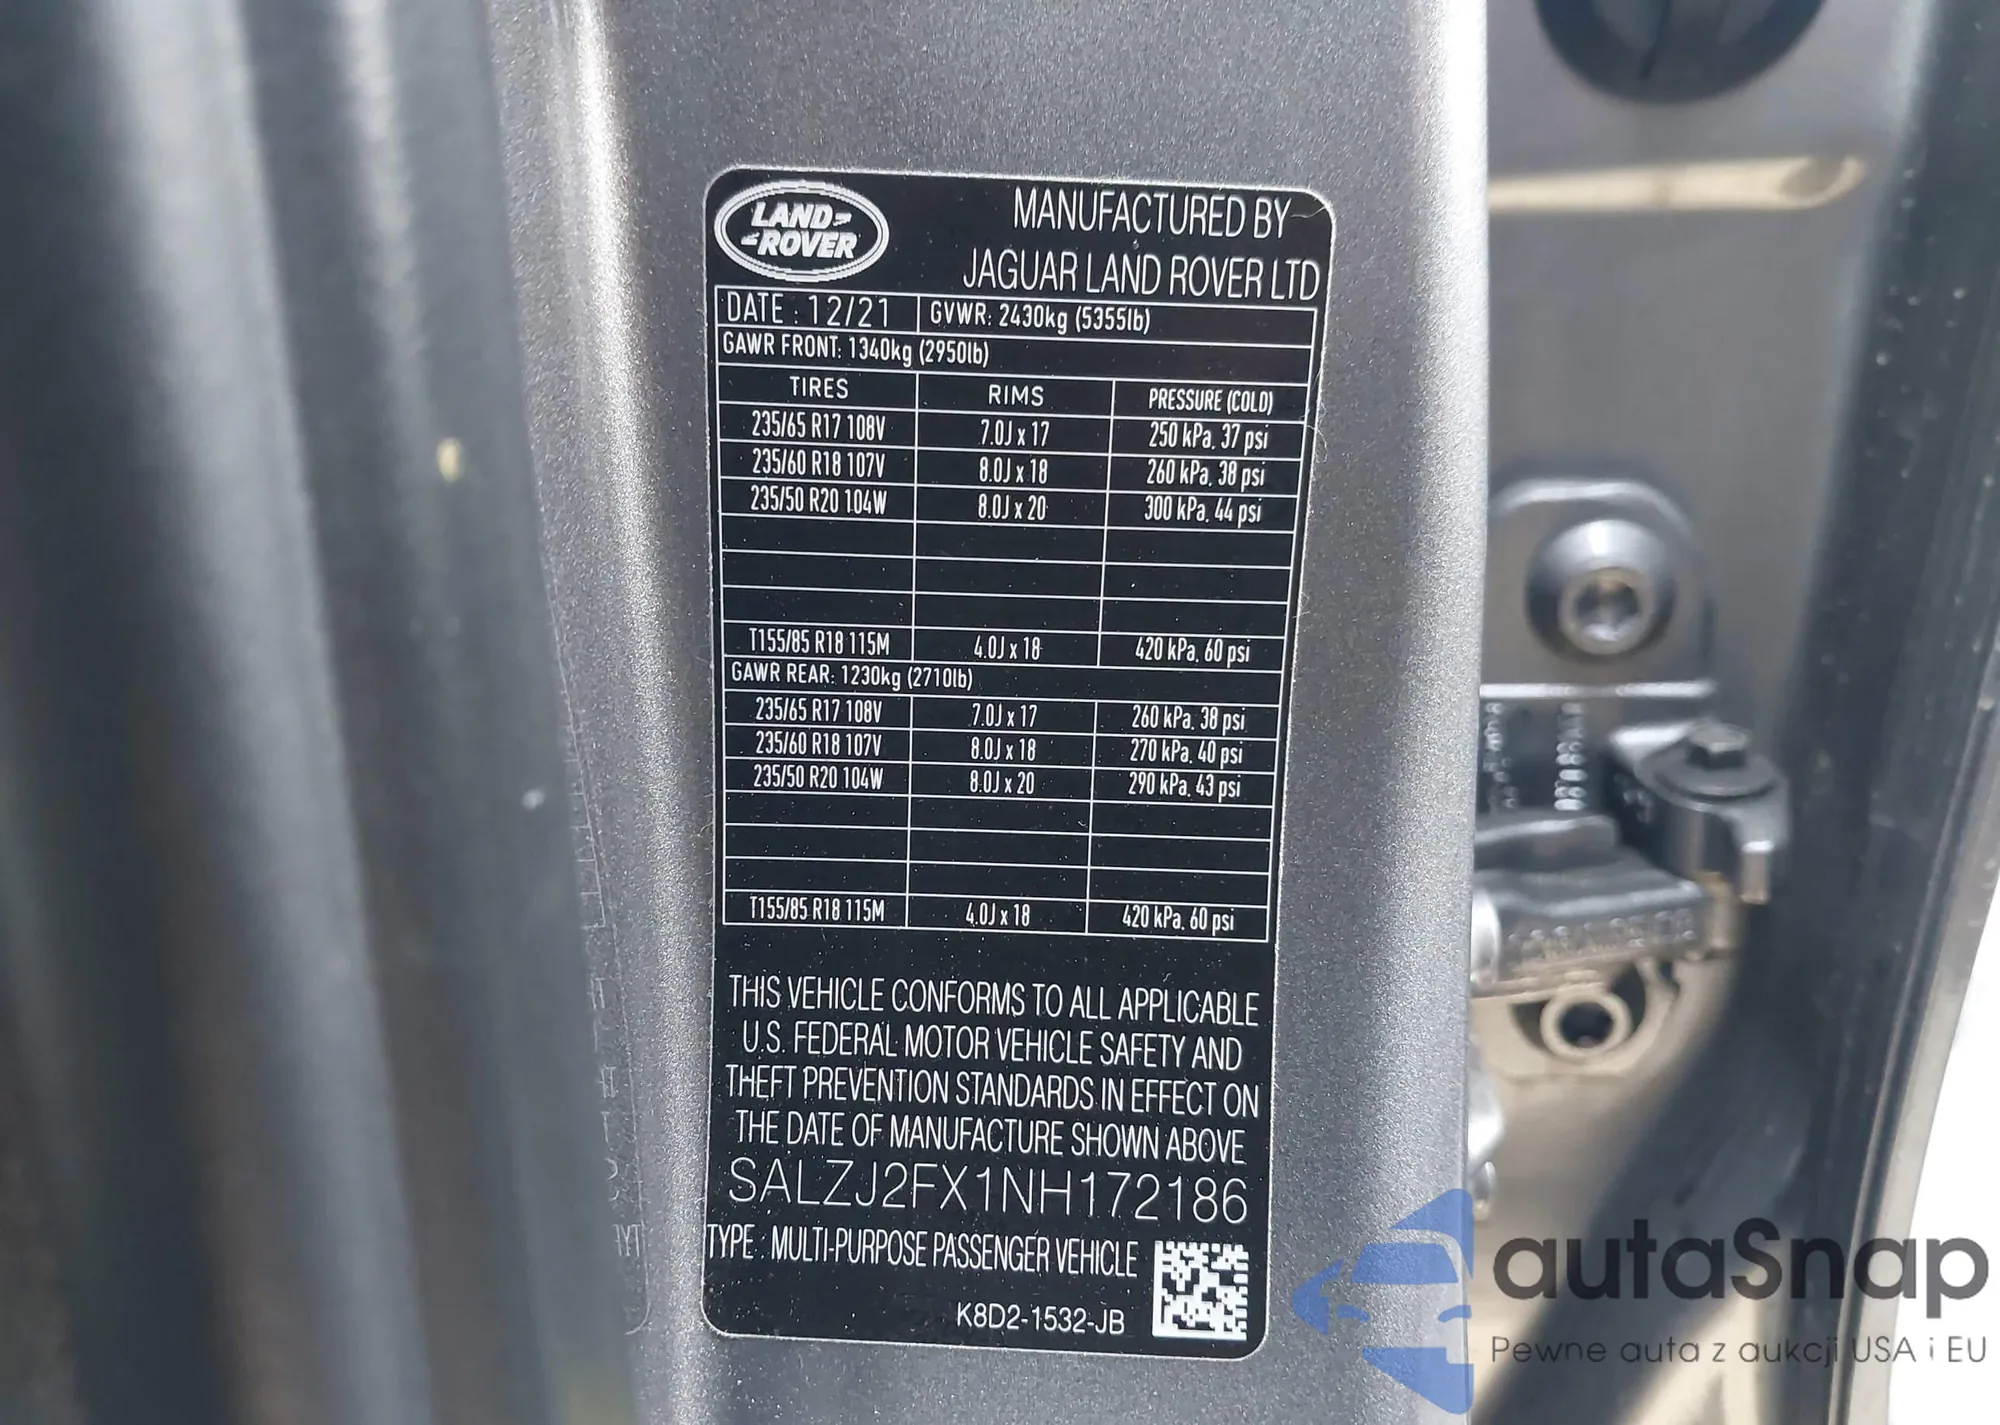 LAND-
-ROVER
MANUFACTURED BY
JAGUAR LAND ROVER LTD
DATE : 12/21 GVWR: 2430kg (5355lb)
GAWR FRONT: 1340kg (2950lb)
TIRES RIMS PRESSURE (COLD)
235/65 R17 108V 7.0J x 17 250 kPa, 37 psi
235/60 R18 107V 8.0J x 18 260 kPa, 38 psi
235/50 R20 104W 8.0J x 20 300 kPa, 44 psi
T155/85 R18 115M 4.0J x 18 420 kPa, 60 psi
GAWR REAR: 1230kg (2710lb)
235/65 R17 108V 7.0J x 17 260 kPa, 38 psi
235/60 R18 107V 8.0J x 18 270 kPa, 40 psi
235/50 R20 104W 8.0J x 20 290 kPa, 43 psi
T155/85 R18 115M 4.0J x 18 420 kPa, 60 psi
THIS VEHICLE CONFORMS TO ALL APPLICABLE
U.S. FEDERAL MOTOR VEHICLE SAFETY AND
THEFT PREVENTION STANDARDS IN EFFECT ON
THE DATE OF MANUFACTURE SHOWN ABOVE
SALZJ2FX1NH172186
TYPE : MULTI-PURPOSE PASSENGER VEHICLE
K8D2-1532-JB
autaSnap
Pewne auta z aukcji USA i EU